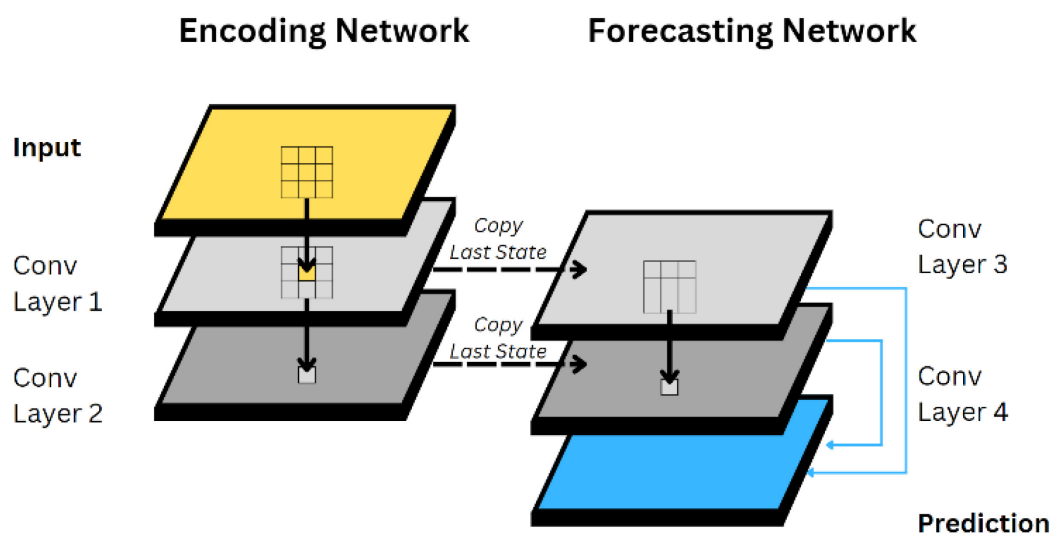 Encoding Network
Forecasting Network
Input
Copy
Last State
Conv
Layer 3
Conv
Layer 1
Copy
Last State
Conv
Layer 2
Conv
Layer 4
Prediction